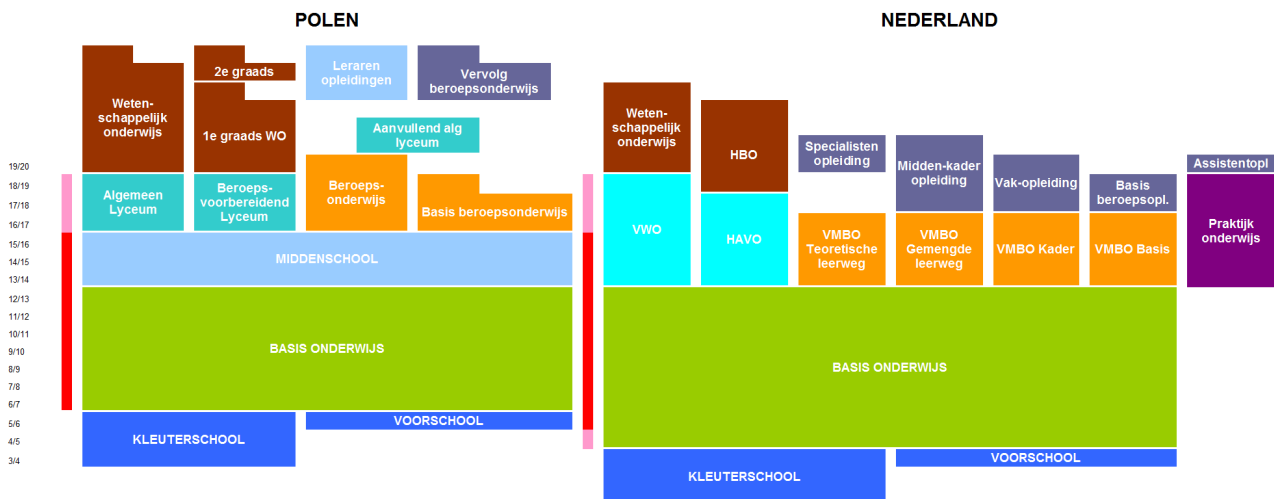 POLEN
NEDERLAND
2e graads
Leraren
opleidingen
Vervolg
beroepsonderwijs
Weten-
schappelijk
onderwijs
1e graads WO
Aanvullend alg
lyceum
Algemeen
Lyceum
Beroeps-
voorbereidend
Lyceum
Beroeps-
onderwijs
Basis beroepsonderwijs
MIDDENSCHOOL
BASIS ONDERWIJS
KLEUTERSCHOOL
VOORSCHOOL
19/20
18/19
17/18
16/17
15/16
14/15
13/14
12/13
11/12
10/11
9/10
8/9
7/8
6/7
5/6
4/5
3/4
Weten-
schappelijk
onderwijs
HBO
Specialisten
opleiding
Midden-kader
opleiding
Vak-opleiding
Basis
beroepsopl.
Assistentopl
VWO
HAVO
VMBO
Teoretische
leerweg
VMBO
Gemengde
leerweg
VMBO Kader
VMBO Basis
Praktijk
onderwijs
BASIS ONDERWIJS
KLEUTERSCHOOL
VOORSCHOOL